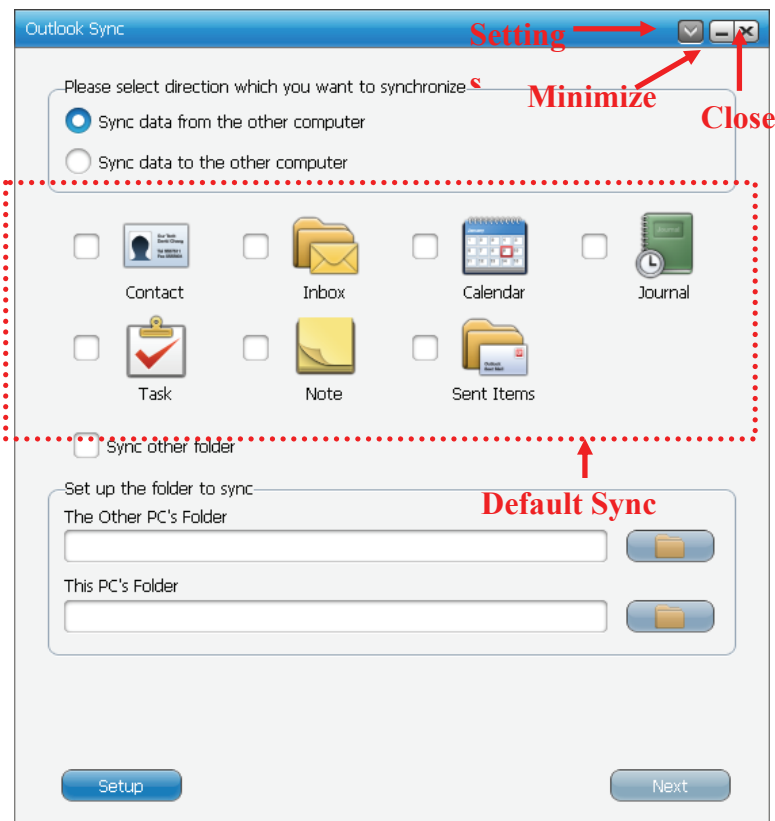 Outlook Sync
Setting
s
Minimize
Close
Please select direction which you want to synchronize
Sync data from the other computer
Sync data to the other computer
Contact
Inbox
Calendar
Journal
Task
Note
Sent Items
Sync other folder
Default Sync
Set up the folder to sync
The Other PC's Folder
This PC's Folder
Setup
Next